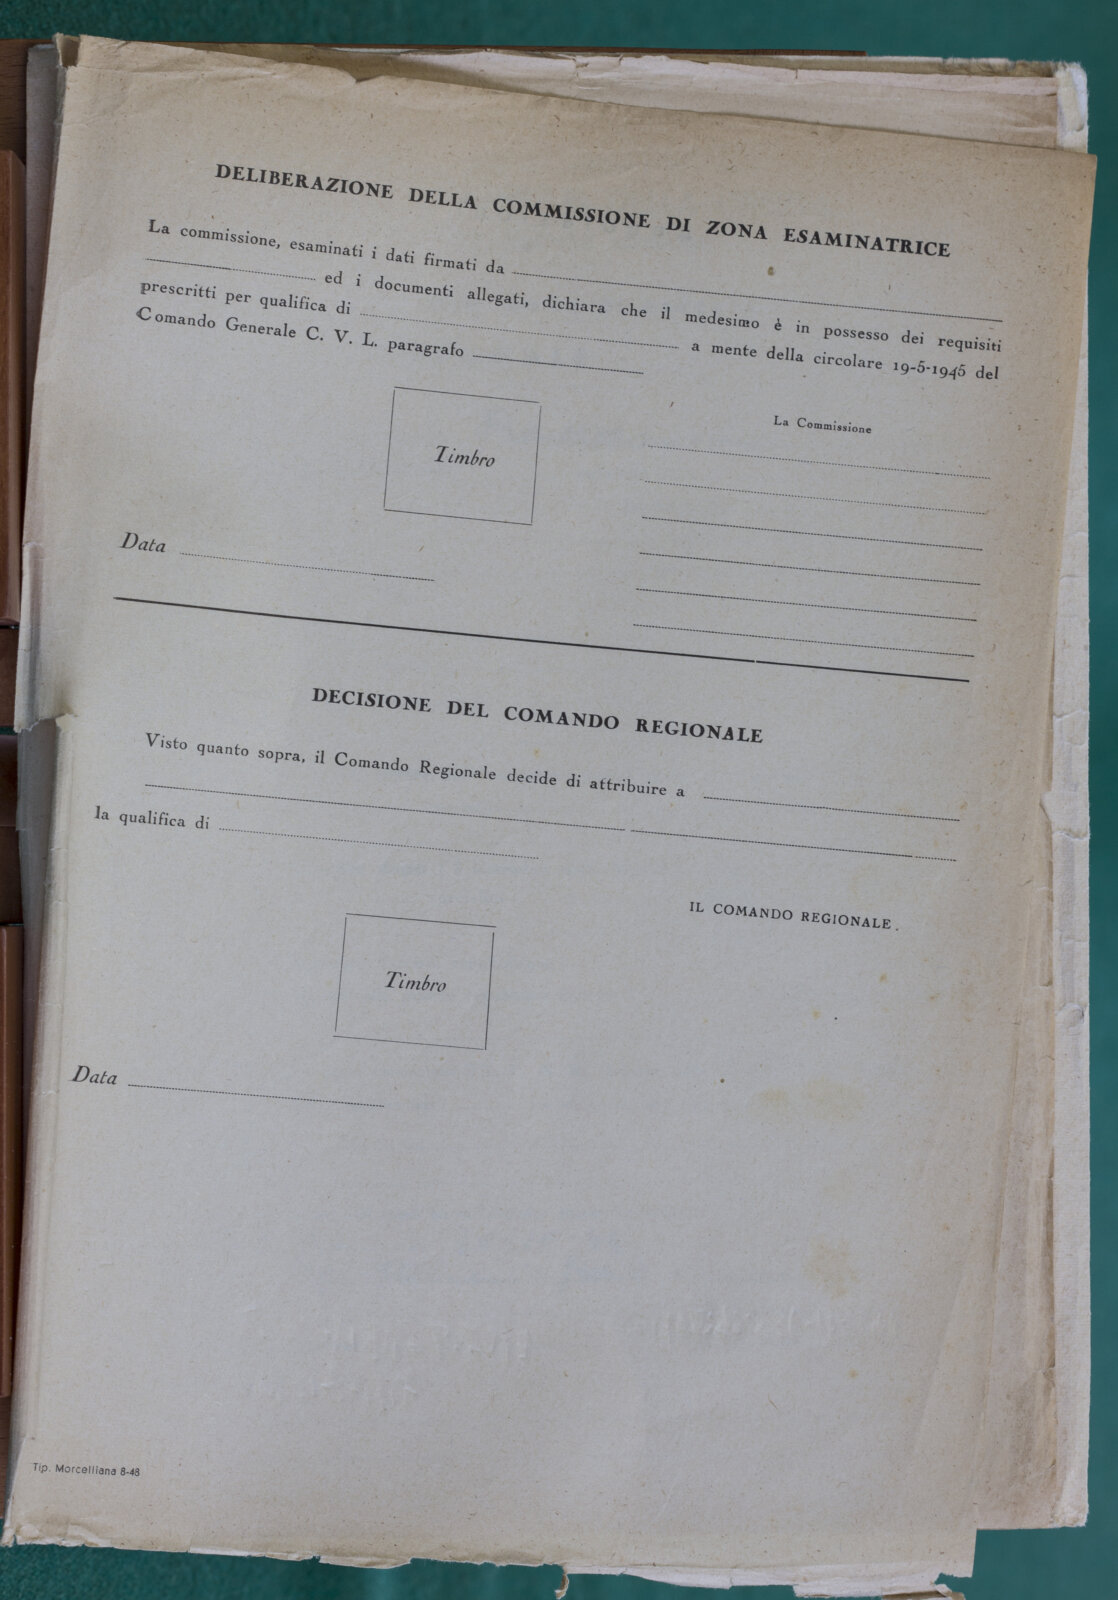 DELIBERAZIONE DELLA COMMISSIONE DI ZONA ESAMINATRICE
La commissione, esaminati i dati firmati da
ed i documenti allegati, dichiara che il medesimo è in possesso dei requisiti
prescritti per qualifica di a mente della circolare 19-5-1945 del
Comando Generale C. V. L. paragrafo
La Commissione
Timbro
Data
DECISIONE DEL COMANDO REGIONALE
Visto quanto sopra, il Comando Regionale decide di attribuire a
la qualifica di
IL COMANDO REGIONALE.
Timbro
Data
Tip. Morcelliana 8-48